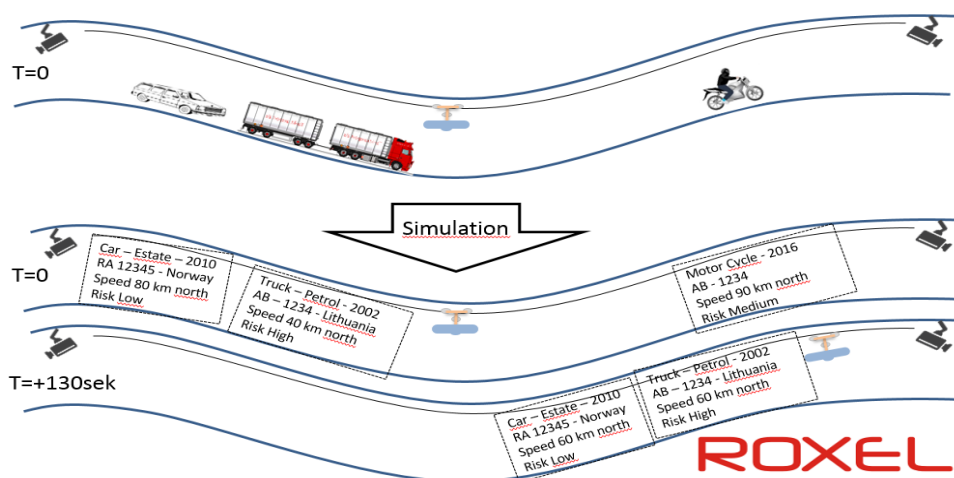 T=0
Simulation
T=0
Car – Estate – 2010
RA 12345 - Norway
Speed 80 km north
Risk Low
Truck – Petrol - 2002
AB – 1234 - Lithuania
Speed 40 km north
Risk High
Motor Cycle - 2016
AB - 1234
Speed 90 km north
Risk Medium
T=+130sek
Car – Estate – 2010
RA 12345 - Norway
Speed 60 km north
Risk Low
Truck – Petrol - 2002
AB – 1234 - Lithuania
Speed 60 km north
Risk High
ROXEL